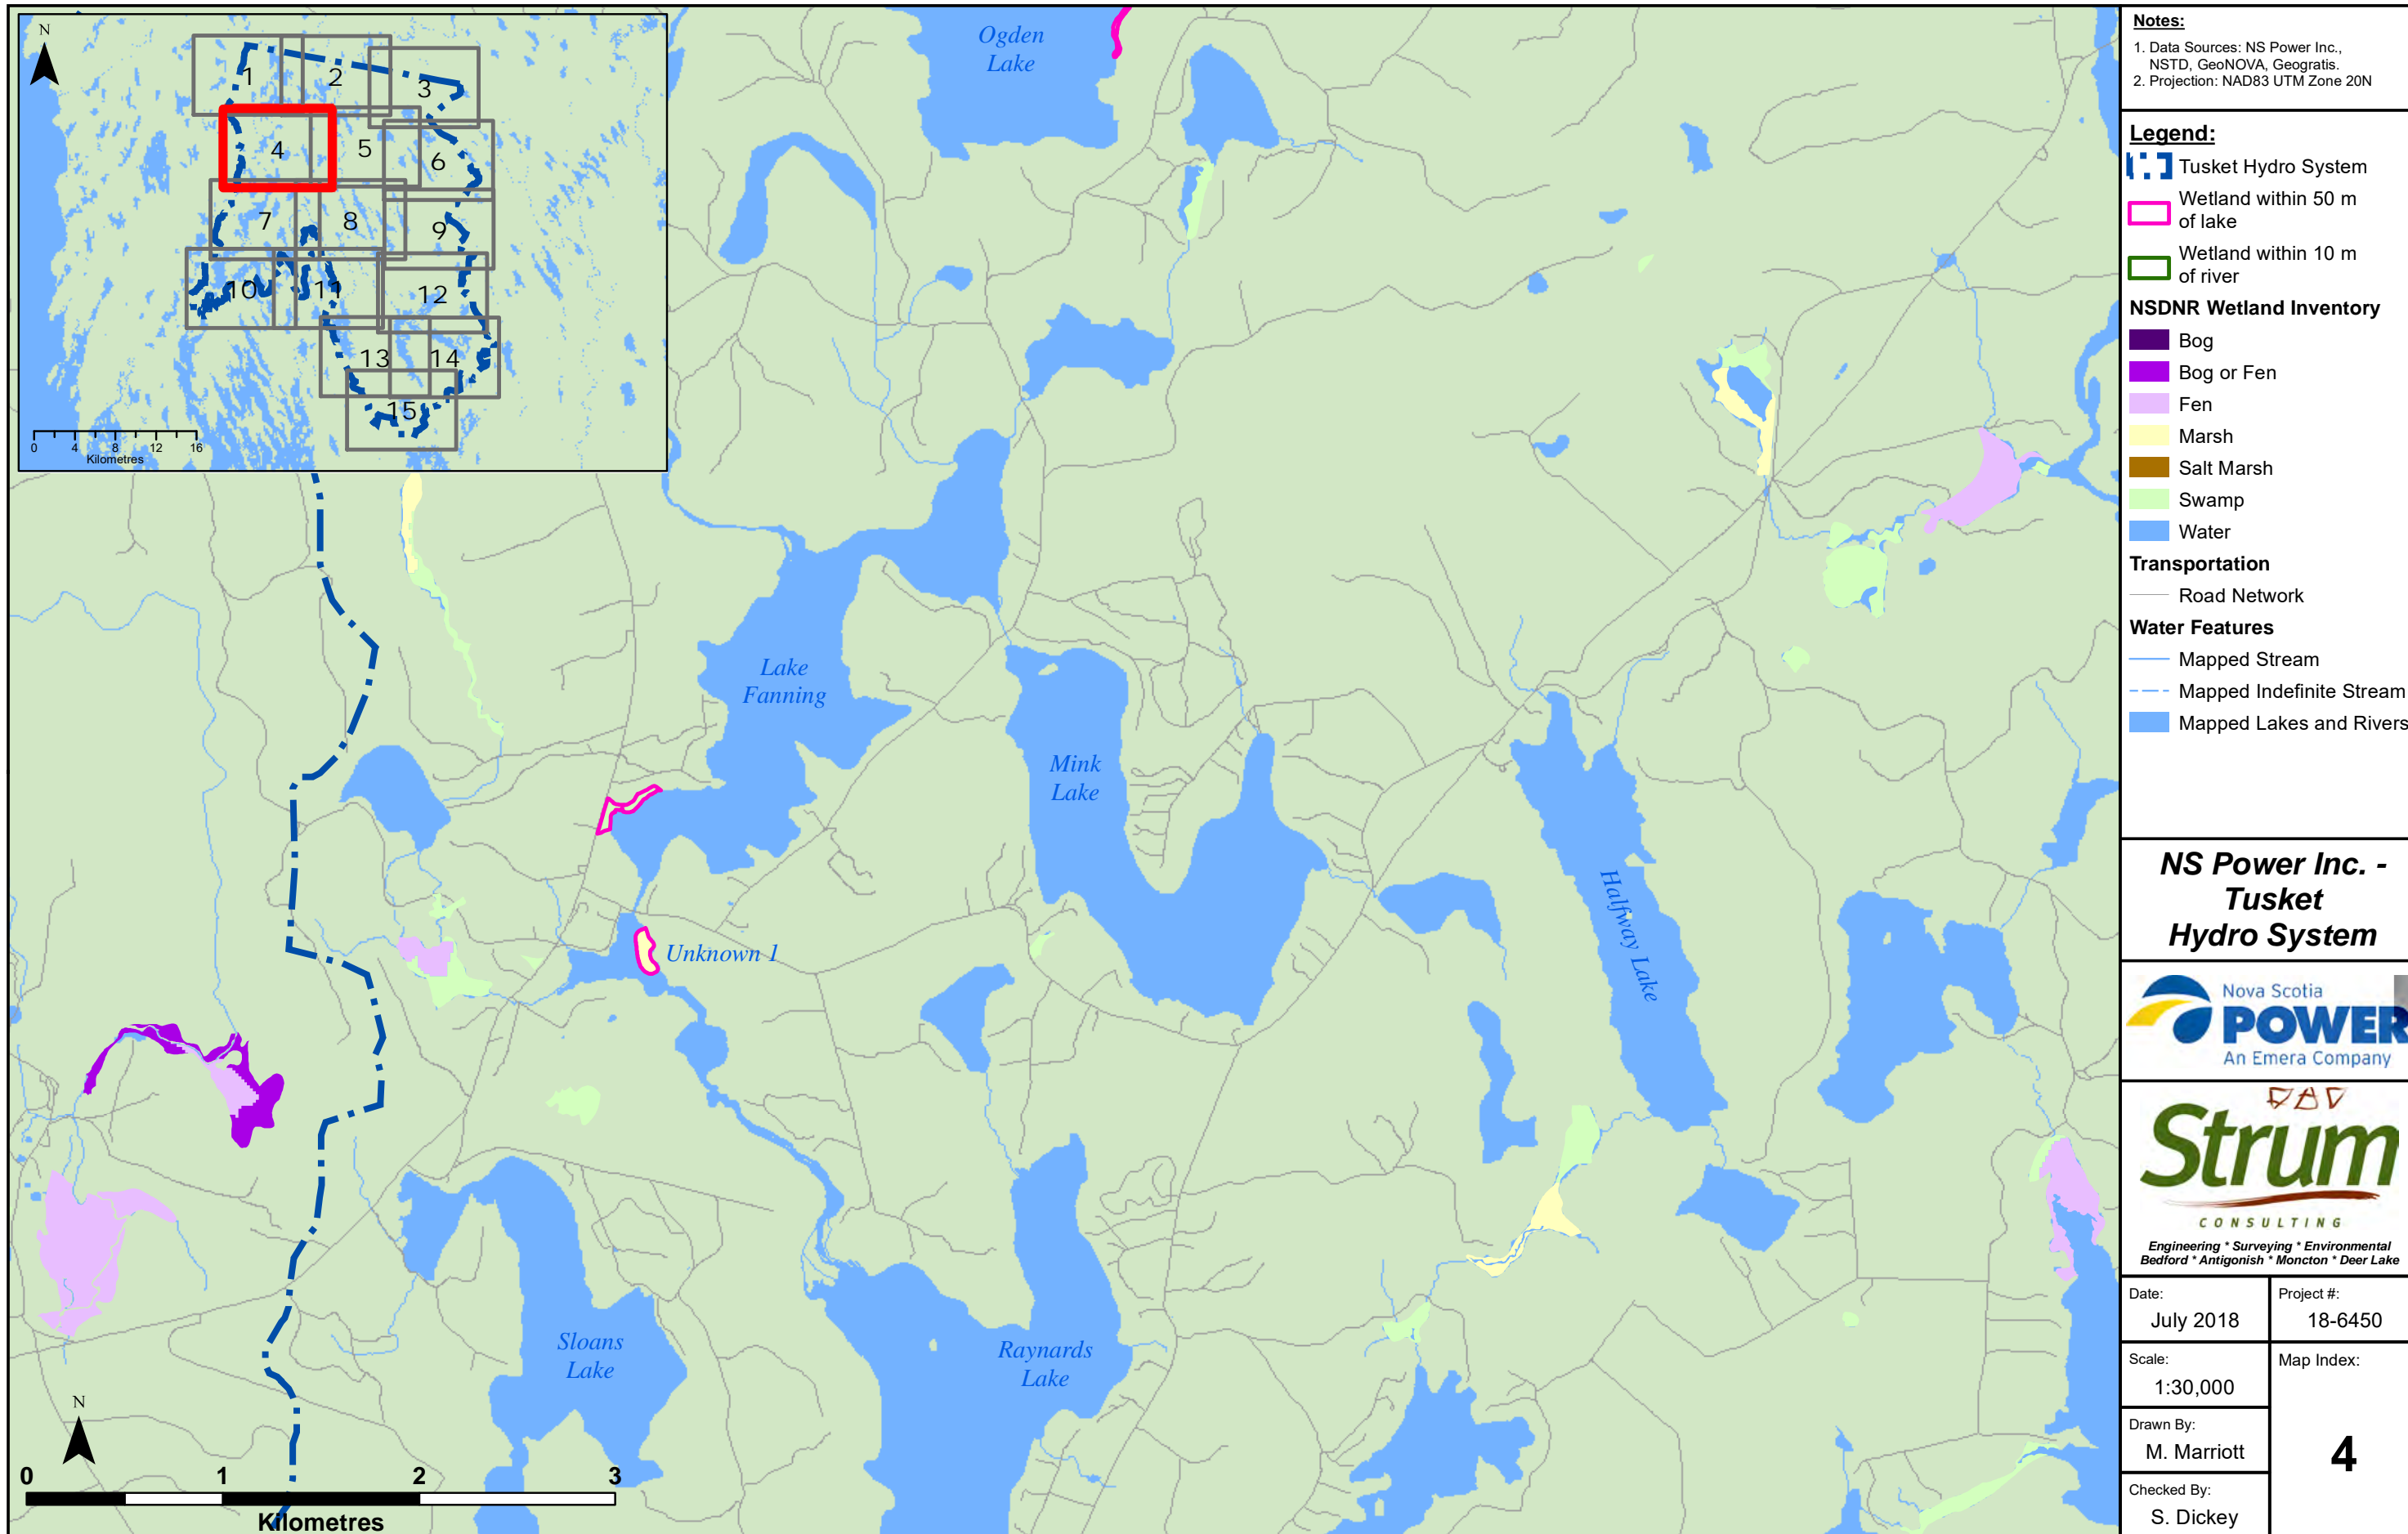 N
1
2
3
4
5
6
7
8
9
10
11
12
13
14
15
0 4 8 12 16
Kilometres
Ogden
Lake
Lake
Fanning
Mink
Lake
Halfway Lake
Unknown 1
Sloans
Lake
Raynards
Lake
N
0 1 2 3
Kilometres
Notes:
1. Data Sources: NS Power Inc.,
NSTD, GeoNOVA, Geogratis.
2. Projection: NAD83 UTM Zone 20N
Legend:
Tusket Hydro System
Wetland within 50 m
of lake
Wetland within 10 m
of river
NSDNR Wetland Inventory
Bog
Bog or Fen
Fen
Marsh
Salt Marsh
Swamp
Water
Transportation
Road Network
Water Features
Mapped Stream
Mapped Indefinite Stream
Mapped Lakes and Rivers
NS Power Inc. -
Tusket
Hydro System
Nova Scotia
POWER
An Emera Company
Strum
CONSULTING
Engineering * Surveying * Environmental
Bedford * Antigonish * Moncton * Deer Lake
Date:
July 2018
Project #:
18-6450
Scale:
1:30,000
Map Index:
4
Drawn By:
M. Marriott
Checked By:
S. Dickey